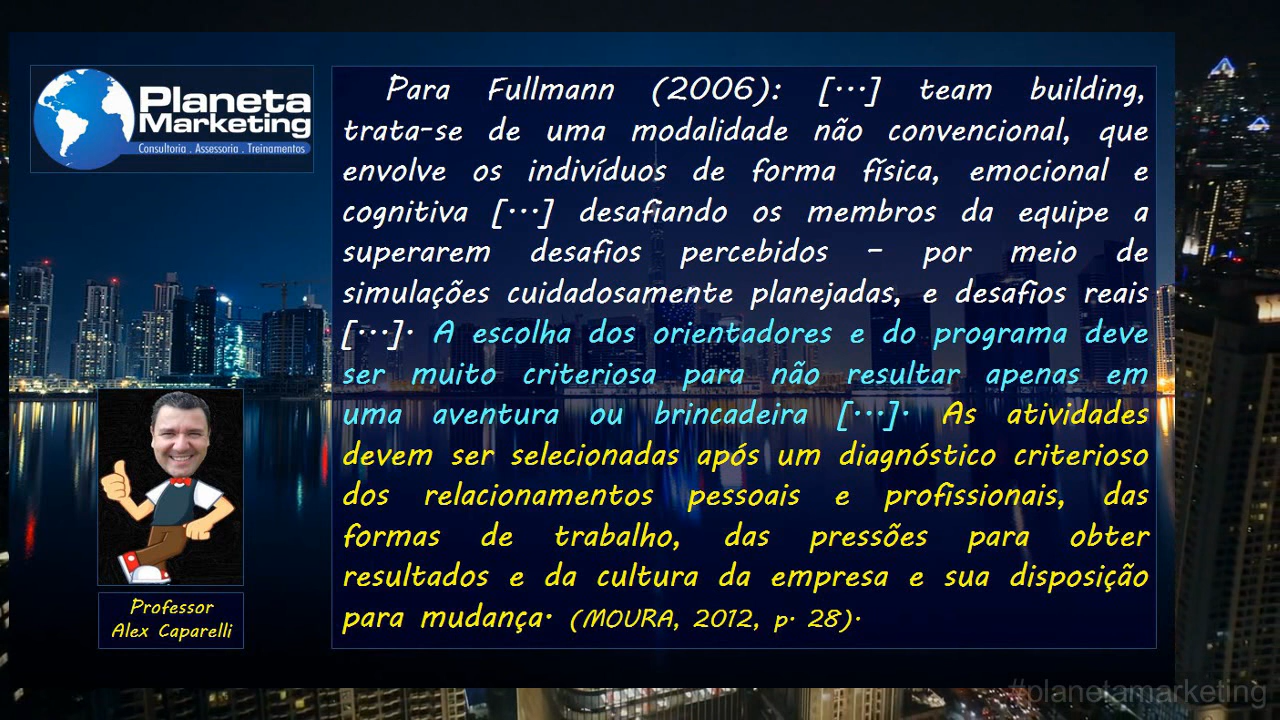 Planeta
Marketing
Consultoria . Assessoria . Treinamentos
Para Fullmann (2006): [...] team building,
trata-se de uma modalidade não convencional, que
envolve os indivíduos de forma física, emocional e
cognitiva [...] desafiando os membros da equipe a
superarem desafios percebidos – por meio de
simulações cuidadosamente planejadas, e desafios reais
[...]. A escolha dos orientadores e do programa deve
ser muito criteriosa para não resultar apenas em
uma aventura ou brincadeira [...]. As atividades
devem ser selecionadas após um diagnóstico criterioso
dos relacionamentos pessoais e profissionais, das
formas de trabalho, das pressões para obter
resultados e da cultura da empresa e sua disposição
para mudança. (MOURA, 2012, p. 28).
Professor
Alex Caparelli
#planetamarketing